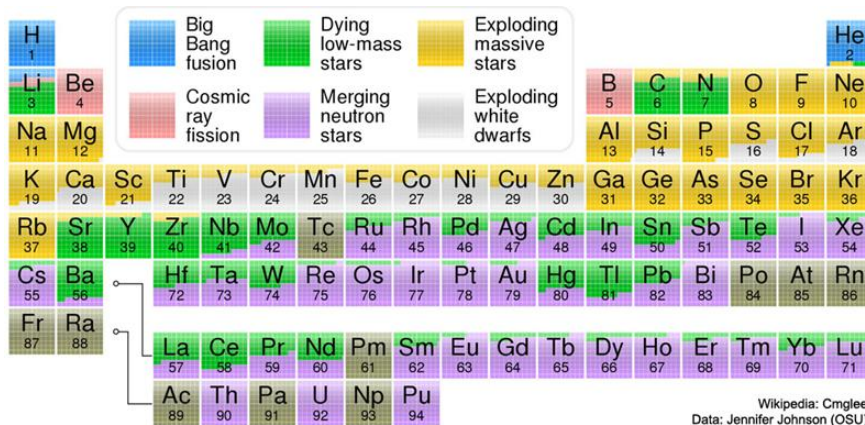 H
1
Big
Bang
fusion
Dying
low-mass
stars
Exploding
massive
stars
He
2
Li
3
Be
4
Cosmic
ray
fission
Merging
neutron
stars
Exploding
white
dwarfs
B
5
C
6
N
7
O
8
F
9
Ne
10
Na
11
Mg
12
Al
13
Si
14
P
15
S
16
Cl
17
Ar
18
K
19
Ca
20
Sc
21
Ti
22
V
23
Cr
24
Mn
25
Fe
26
Co
27
Ni
28
Cu
29
Zn
30
Ga
31
Ge
32
As
33
Se
34
Br
35
Kr
36
Rb
37
Sr
38
Y
39
Zr
40
Nb
41
Mo
42
Tc
43
Ru
44
Rh
45
Pd
46
Ag
47
Cd
48
In
49
Sn
50
Sb
51
Te
52
I
53
Xe
54
Cs
55
Ba
56
Hf
72
Ta
73
W
74
Re
75
Os
76
Ir
77
Pt
78
Au
79
Hg
80
Tl
81
Pb
82
Bi
83
Po
84
At
85
Rn
86
Fr
87
Ra
88
La
57
Ce
58
Pr
59
Nd
60
Pm
61
Sm
62
Eu
63
Gd
64
Tb
65
Dy
66
Ho
67
Er
68
Tm
69
Yb
70
Lu
71
Ac
89
Th
90
Pa
91
U
92
Np
93
Pu
94
Wikipedia: Cmglee
Data: Jennifer Johnson (OSU